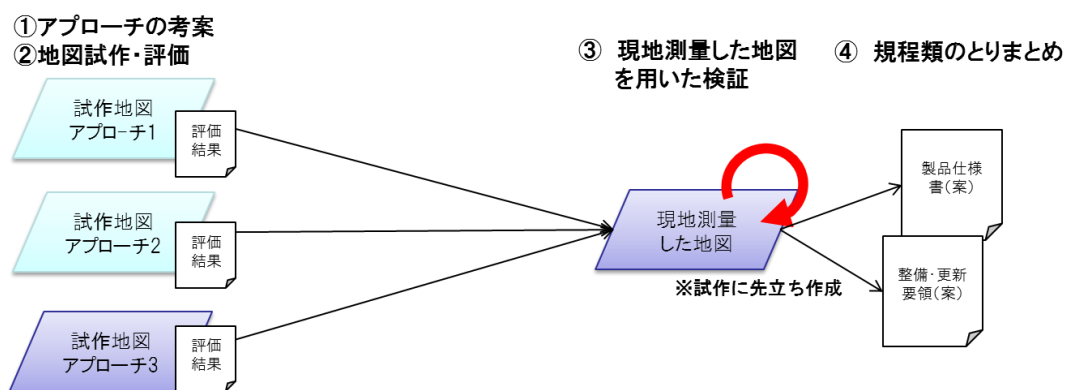 ①アプローチの考案
②地図試作・評価
試作地図
アプローチ1
評価
結果
試作地図
アプローチ2
評価
結果
試作地図
アプローチ3
評価
結果
③ 現地測量した地図
を用いた検証
現地測量
した地図
※試作に先立ち作成
④ 規程類のとりまとめ
製品仕様
書(案)
整備・更新
要領(案)